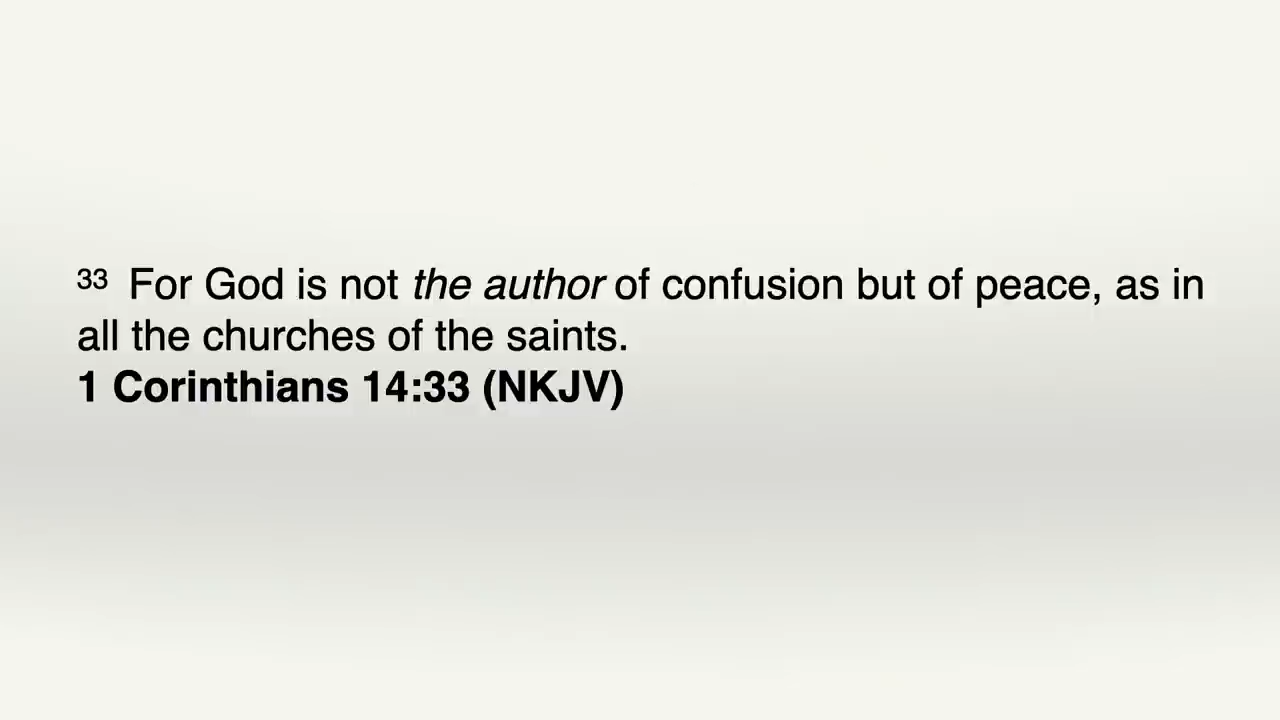 33 For God is not the author of confusion but of peace, as in
all the churches of the saints.
1 Corinthians 14:33 (NKJV)